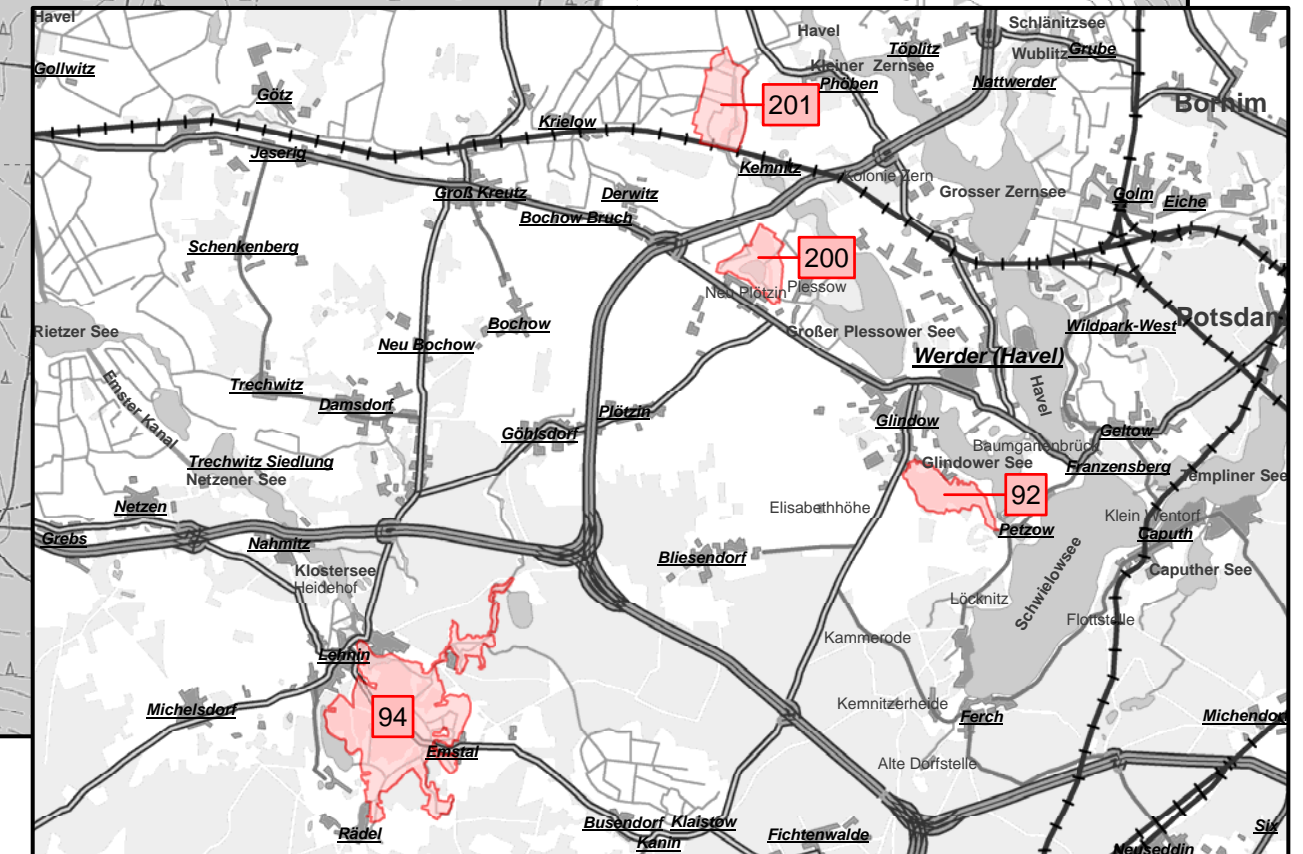 Havel
Schlänitzsee
Havel
Töplitz
Wublitz
Grube
Gollwitz
Kleiner Zernsee
Nattwerder
Phöben
Götz
Bornim
201
Krielow
Jeserig
Kemnitz
Kolonie Zern
Groß Kreutz
Derwitz
Grosser Zernsee
Golm
Eiche
Bochow Bruch
Schenkenberg
200
Neu Plötzin
Plessow
Rietzer See
Bochow
Großer Plessower See
Wildpark-West
Potsdam
Neu Bochow
Werder (Havel)
Trechwitz
Damsdorf
Havel
Emster Kanal
Plötzin
Göhlsdorf
Glindow
Geltow
Baumgartenbrück
Trechwitz Siedlung
Glindower See
Franzensberg
Netzener See
Templiner See
92
Netzen
Elisabethhöhe
Klein Wentorf
Petzow
Caputh
Grebs
Nahmitz
Bliesendorf
Klostersee
Caputher See
Heidehof
Schwielowsee
Löcknitz
Flottstelle
Kammerode
Lehnin
94
Michelsdorf
Kemnitzerheide
Ferch
Michendorf
Emstal
Alte Dorfstelle
Rädel
Busendorf
Klaistow
Fichtenwalde
Six
Kanin
Neuseddin